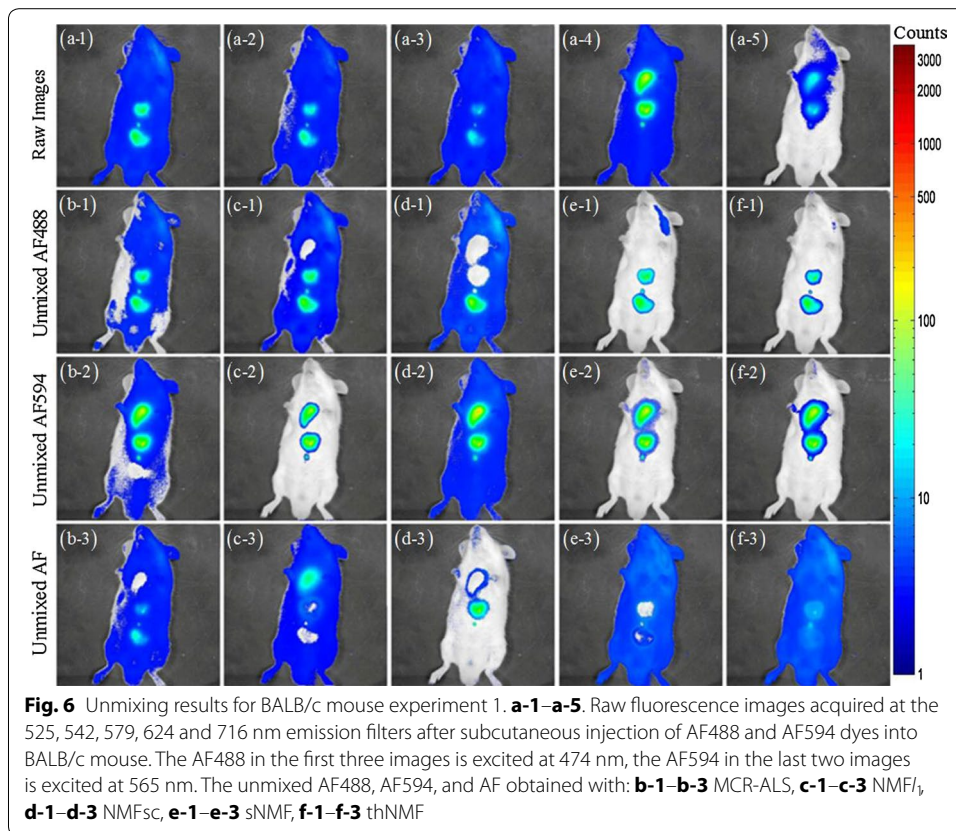 Counts
(a-1) (a-2) (a-3) (a-4) (a-5)
Raw Images
(b-1) (c-1) (d-1) (e-1) (f-1)
Unmixed AF488
(b-2) (c-2) (d-2) (e-2) (f-2)
Unmixed AF594
(b-3) (c-3) (d-3) (e-3) (f-3)
Unmixed AF
3000
2000
1000
500
100
10
1
Fig. 6 Unmixing results for BALB/c mouse experiment 1. a-1–a-5. Raw fluorescence images acquired at the
525, 542, 579, 624 and 716 nm emission filters after subcutaneous injection of AF488 and AF594 dyes into
BALB/c mouse. The AF488 in the first three images is excited at 474 nm, the AF594 in the last two images
is excited at 565 nm. The unmixed AF488, AF594, and AF obtained with: b-1–b-3 MCR-ALS, c-1–c-3 NMFl1,
d-1–d-3 NMFsc, e-1–e-3 sNMF, f-1–f-3 thNMF